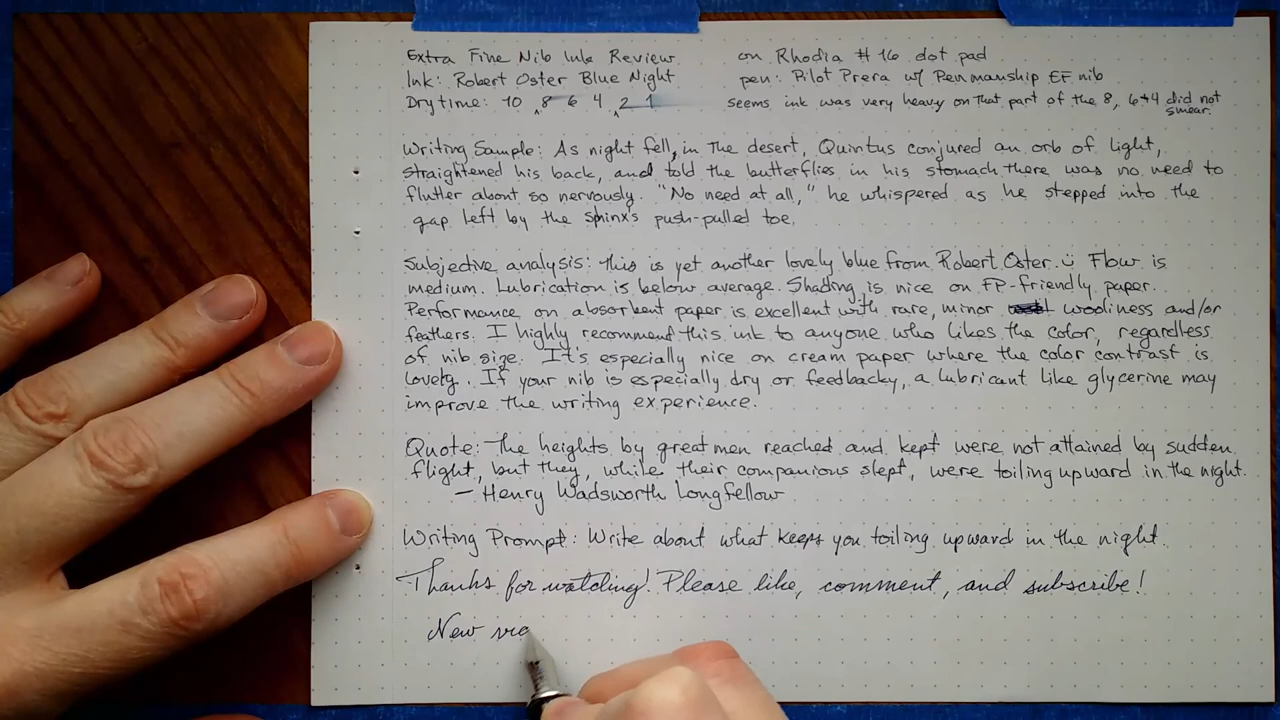 Extra Fine Nib Ink Review on Rhodia # 16 dot pad
Ink: Robert Oster Blue Night pen: Pilot Prera w/ Penmanship EF nib
Dry time: 10 8 6 4 2 1 seems ink was very heavy on that part of the 8, 6+4 did not smear.
Writing Sample: As night fell, in the desert, Quintus conjured an orb of light,
straightened his back, and told the butterflies in his stomach there was no need to
flutter about so nervously. "No need at all," he whispered as he stepped into the
gap left by the sphinx's push-pulled toe.
Subjective analysis: this is yet another lovely blue from Robert Oster. Flow is
medium. Lubrication is below average. Shading is nice on FP-friendly paper.
Performance on absorbent paper is excellent with rare, minor wooliness and/or
feathers. I highly recommend this ink to anyone who likes the color, regardless
of nib size. It's especially nice on cream paper where the color contrast is
lovely. If your nib is especially dry or feedbacky, a lubricant like glycerine may
improve the writing experience.
Quote: The heights by great men reached and kept were not attained by sudden
flight, but they, while their companions slept, were toiling upward in the night.
— Henry Wadsworth Longfellow
Writing Prompt: Write about what keeps you toiling upward in the night.
Thanks for watching! Please like, comment, and subscribe!
New